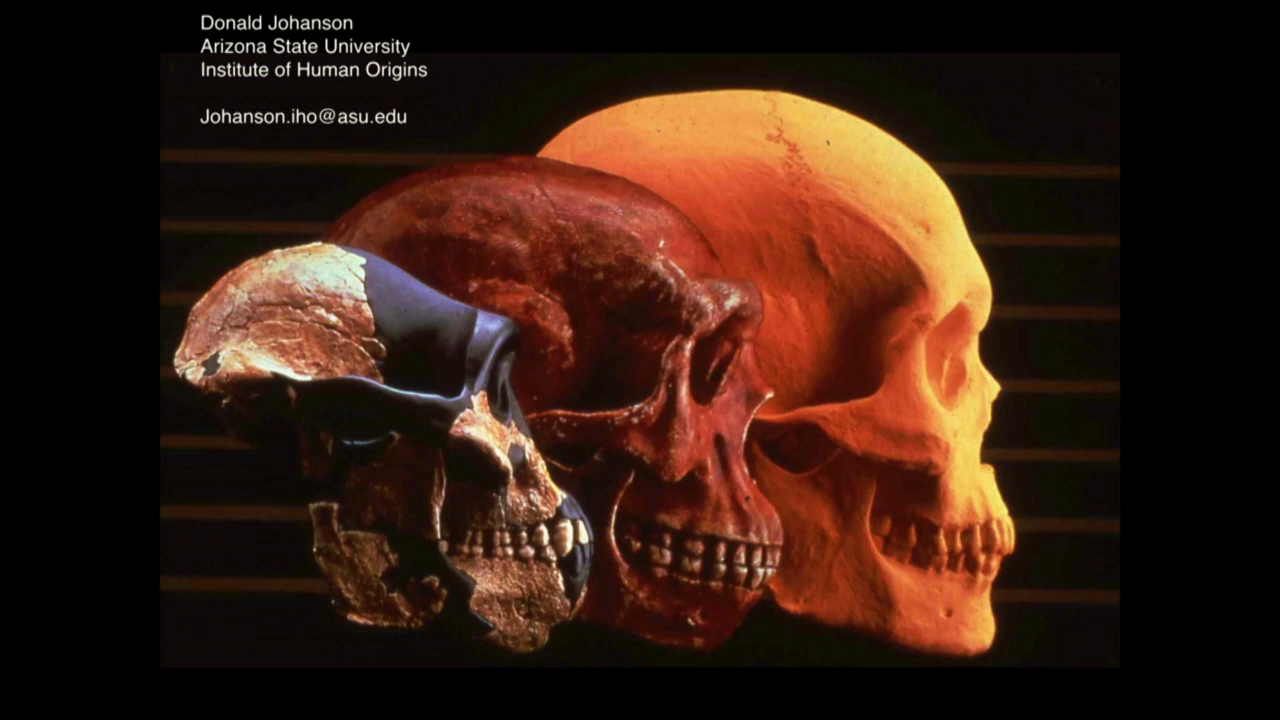 Donald Johanson
Arizona State University
Institute of Human Origins
Johanson.iho@asu.edu